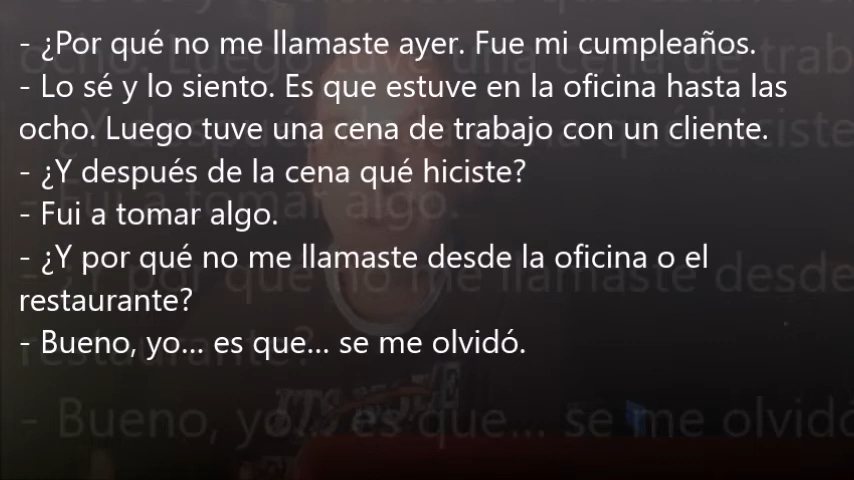 - ¿Por qué no me llamaste ayer. Fue mi cumpleaños.
- Lo sé y lo siento. Es que estuve en la oficina hasta las
ocho. Luego tuve una cena de trabajo con un cliente.
- ¿Y después de la cena qué hiciste?
- Fui a tomar algo.
- ¿Y por qué no me llamaste desde la oficina o el
restaurante?
- Bueno, yo... es que... se me olvidó.